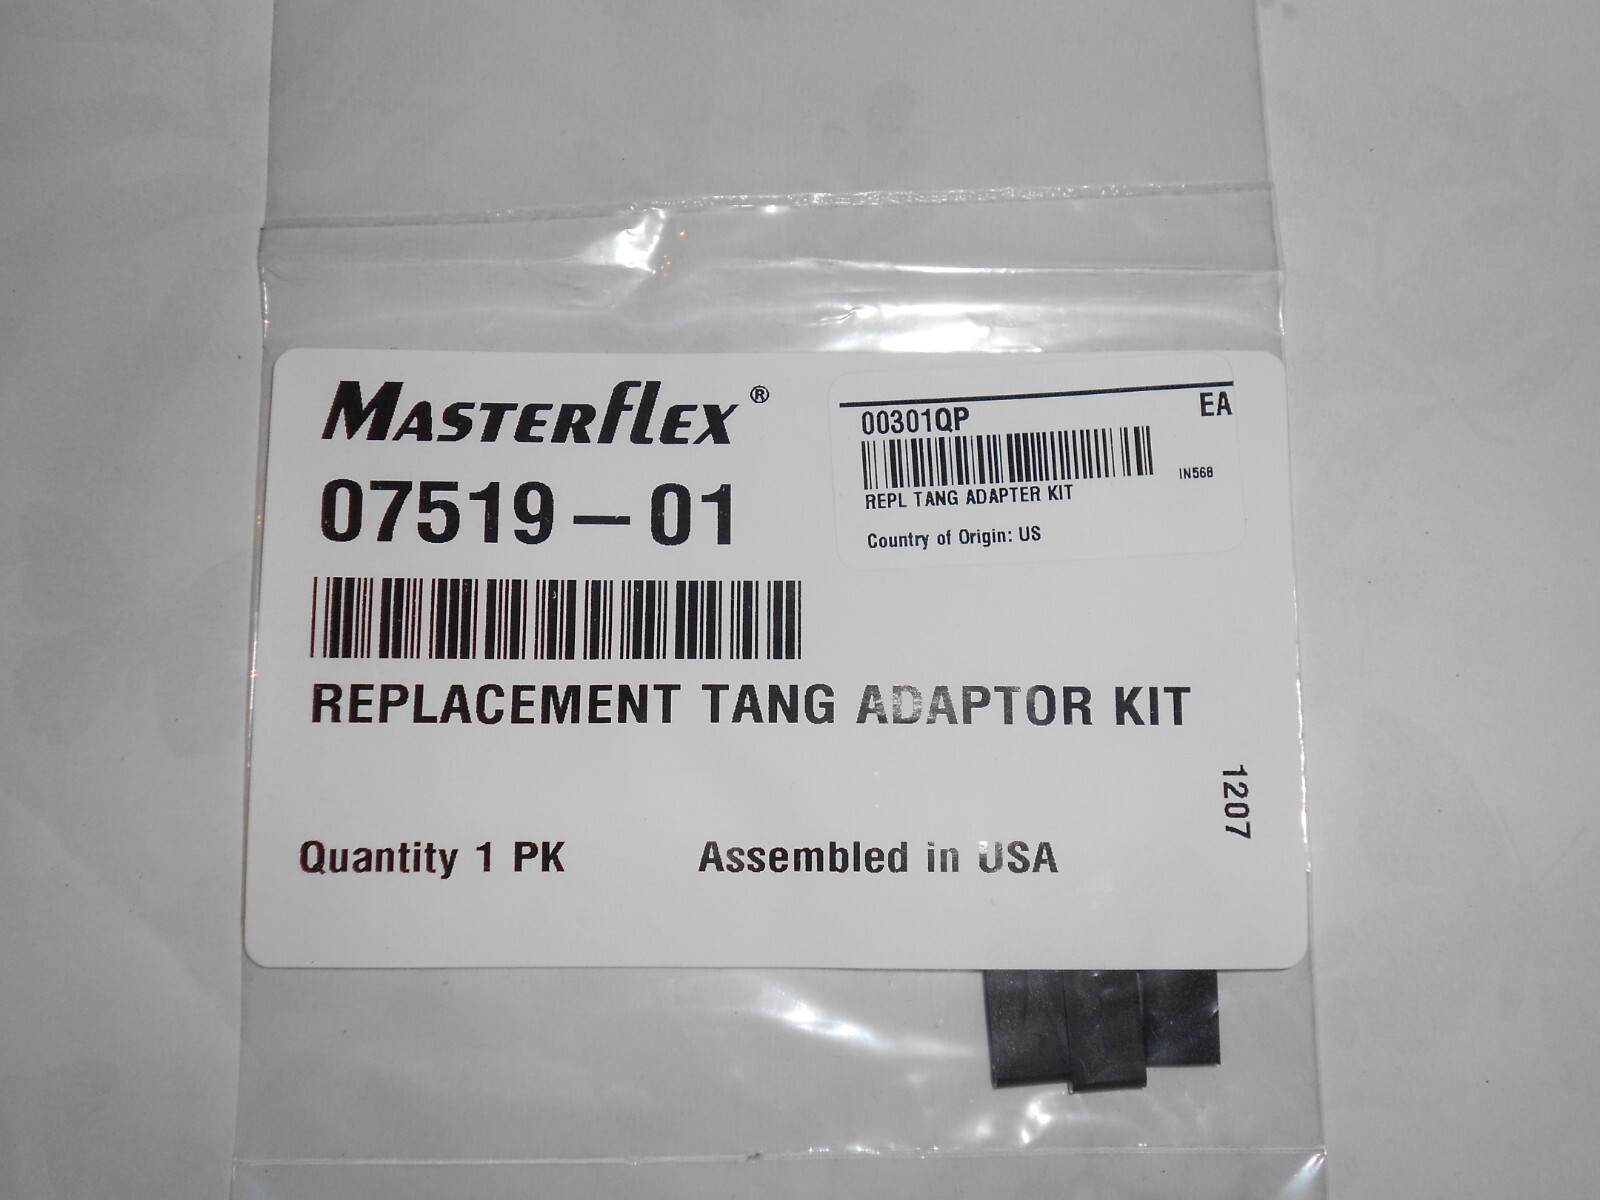 MASTERFLEX®
07519-01
REPLACEMENT TANG ADAPTOR KIT
Quantity 1 PK
Assembled in USA
1207
00301QP
EA
IN568
REPL TANG ADAPTER KIT
Country of Origin: US